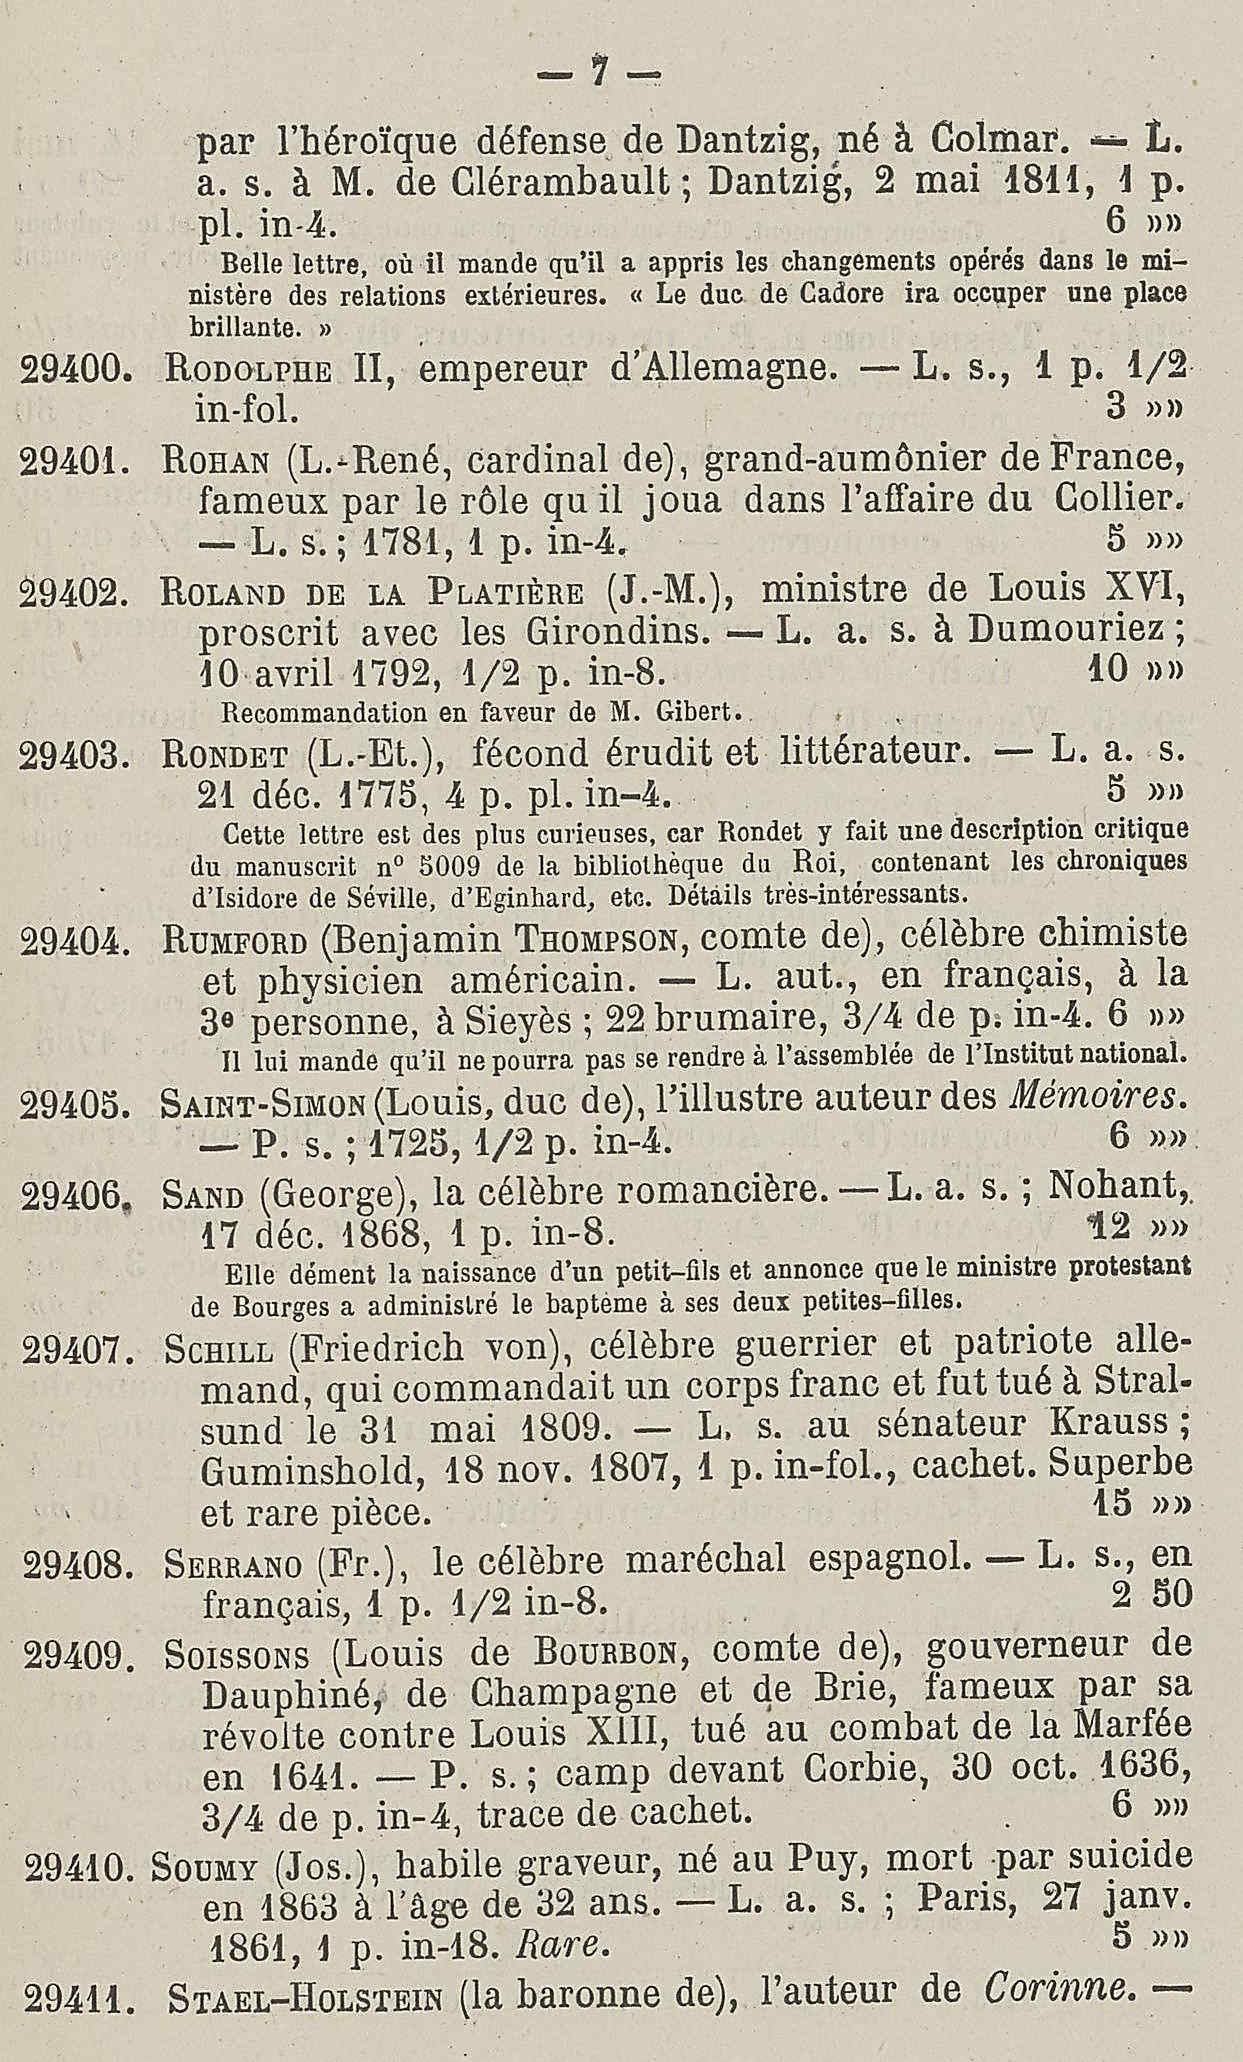 — 7 —
par l'héroïque défense de Dantzig, né à Colmar. — L.
a. s. à M. de Clérambault ; Dantzig, 2 mai 1811, 1 p.
pl. in-4. 6 »»
Belle lettre, où il mande qu'il a appris les changements opérés dans le mi-
nistère des relations extérieures. « Le duc de Cadore ira occuper une place
brillante. »
29400. RODOLPHE II, empereur d'Allemagne. — L. s., 1 p. 1/2
in-fol. 3 »»
29401. ROHAN (L.-René, cardinal de), grand-aumônier de France,
fameux par le rôle qu il joua dans l'affaire du Collier.
— L. s. ; 1781, 1 p. in-4. 5 »»
29402. ROLAND DE LA PLATIÈRE (J.-M.), ministre de Louis XVI,
proscrit avec les Girondins. — L. a. s. à Dumouriez ;
10 avril 1792, 1/2 p. in-8. 10 »»
Recommandation en faveur de M. Gibert.
29403. RONDET (L.-Et.), fécond érudit et littérateur. — L. a. s.
21 déc. 1775, 4 p. pl. in-4. 5 »»
Cette lettre est des plus curieuses, car Rondet y fait une description critique
du manuscrit nº 5009 de la bibliothèque du Roi, contenant les chroniques
d'Isidore de Séville, d'Eginhard, etc. Détails très-intéressants.
29404. RUMFORD (Benjamin THOMPSON, comte de), célèbre chimiste
et physicien américain. — L. aut., en français, à la
3e personne, à Sieyès ; 22 brumaire, 3/4 de p. in-4. 6 »»
Il lui mande qu'il ne pourra pas se rendre à l'assemblée de l'Institut national.
29405. SAINT-SIMON (Louis, duc de), l'illustre auteur des Mémoires.
— P. s. ; 1725, 1/2 p. in-4. 6 »»
29406. SAND (George), la célèbre romancière. — L. a. s. ; Nohant,
17 déc. 1868, 1 p. in-8. 12 »»
Elle dément la naissance d'un petit-fils et annonce que le ministre protestant
de Bourges a administré le baptême à ses deux petites-filles.
29407. SCHILL (Friedrich von), célèbre guerrier et patriote alle-
mand, qui commandait un corps franc et fut tué à Stral-
sund le 31 mai 1809. — L. s. au sénateur Krauss ;
Guminshold, 18 nov. 1807, 1 p. in-fol., cachet. Superbe
et rare pièce. 15 »»
29408. SERRANO (Fr.), le célèbre maréchal espagnol. — L. s., en
français, 1 p. 1/2 in-8. 2 50
29409. SOISSONS (Louis de BOURBON, comte de), gouverneur de
Dauphiné, de Champagne et de Brie, fameux par sa
révolte contre Louis XIII, tué au combat de la Marfée
en 1641. — P. s. ; camp devant Corbie, 30 oct. 1636,
3/4 de p. in-4, trace de cachet. 6 »»
29410. SOUMY (Jos.), habile graveur, né au Puy, mort par suicide
en 1863 à l'âge de 32 ans. — L. a. s. ; Paris, 27 janv.
1861, 1 p. in-18. Rare. 5 »»
29411. STAEL-HOLSTEIN (la baronne de), l'auteur de Corinne. —